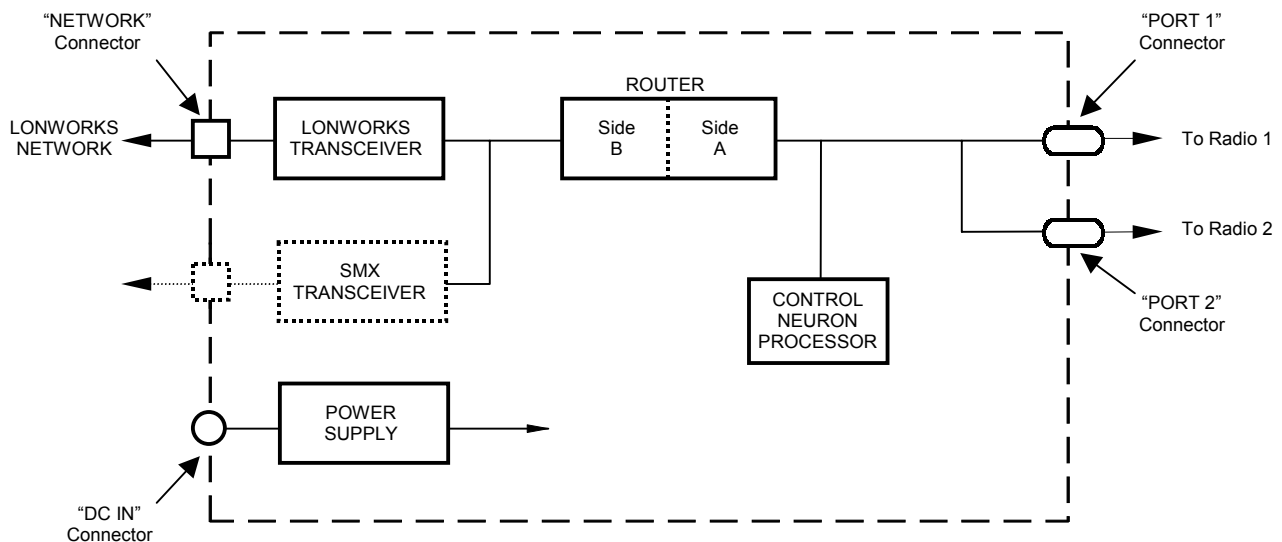 “NETWORK”
Connector
“PORT 1”
Connector
ROUTER
LONWORKS
NETWORK
LONWORKS
TRANSCEIVER
Side
B
Side
A
To Radio 1
To Radio 2
SMX
TRANSCEIVER
CONTROL
NEURON
PROCESSOR
“PORT 2”
Connector
POWER
SUPPLY
“DC IN”
Connector